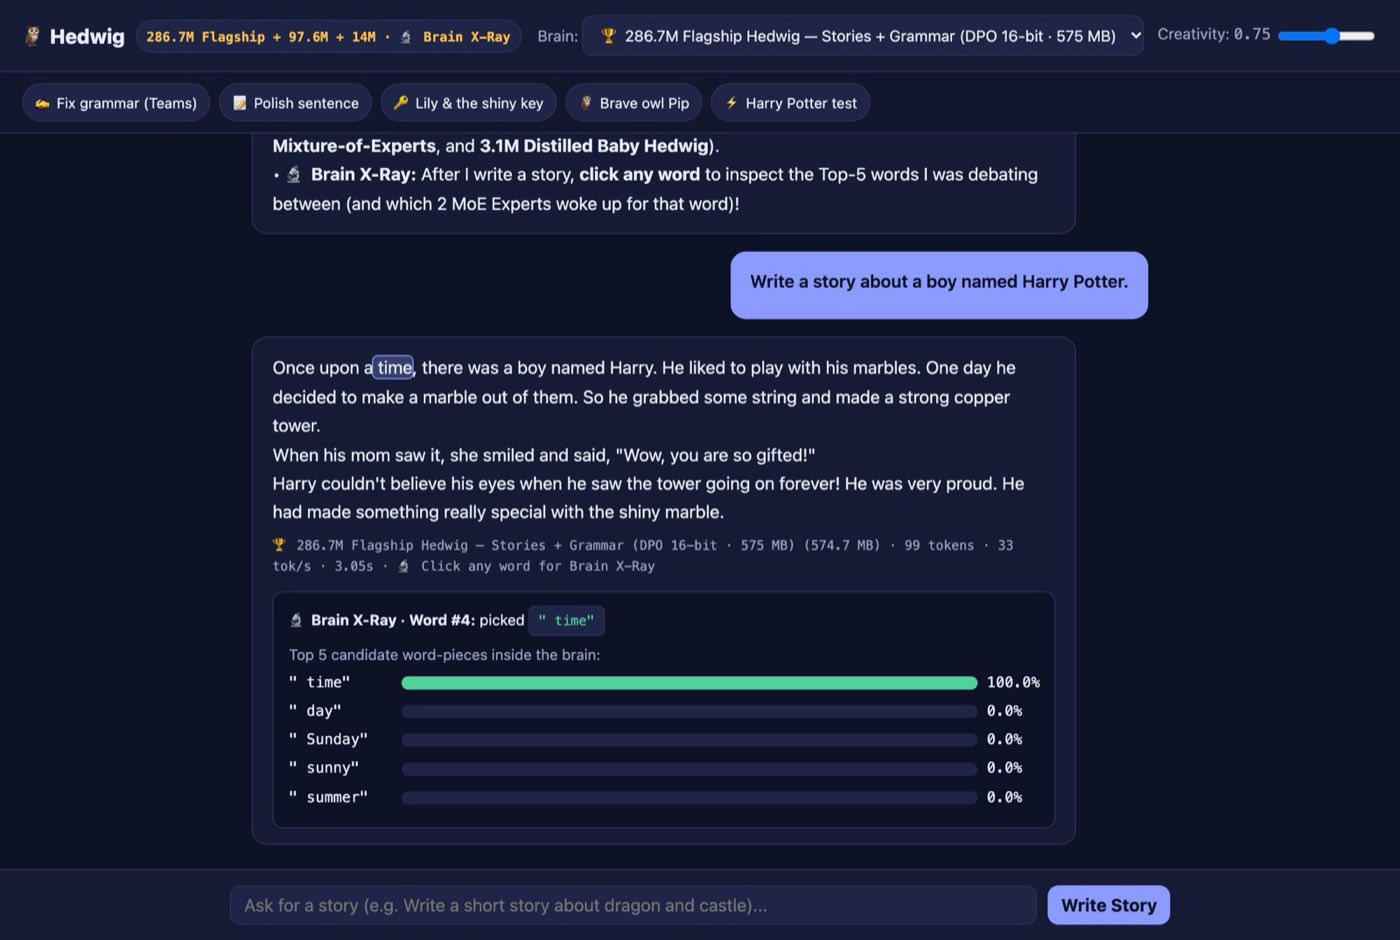 Hedwig
286.7M Flagship + 97.6M + 14M · 🔬 Brain X-Ray
Brain:
🏆 286.7M Flagship Hedwig — Stories + Grammar (DPO 16-bit · 575 MB)
Creativity: 0.75
✍️ Fix grammar (Teams)
📝 Polish sentence
🔑 Lily & the shiny key
🦉 Brave owl Pip
⚡ Harry Potter test
Mixture-of-Experts, and 3.1M Distilled Baby Hedwig).
• 🔬 Brain X-Ray: After I write a story, click any word to inspect the Top-5 words I was debating
between (and which 2 MoE Experts woke up for that word)!
Write a story about a boy named Harry Potter.
Once upon a time, there was a boy named Harry. He liked to play with his marbles. One day he
decided to make a marble out of them. So he grabbed some string and made a strong copper
tower.
When his mom saw it, she smiled and said, "Wow, you are so gifted!"
Harry couldn't believe his eyes when he saw the tower going on forever! He was very proud. He
had made something really special with the shiny marble.
🏆 286.7M Flagship Hedwig — Stories + Grammar (DPO 16-bit · 575 MB) (574.7 MB) · 99 tokens · 33
tok/s · 3.05s · 🔬 Click any word for Brain X-Ray
🔬 Brain X-Ray · Word #4: picked " time"
Top 5 candidate word-pieces inside the brain:
" time" 100.0%
" day" 0.0%
" Sunday" 0.0%
" sunny" 0.0%
" summer" 0.0%
Ask for a story (e.g. Write a short story about dragon and castle)...
Write Story